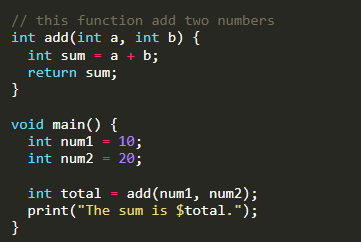 // this function add two numbers
int add(int a, int b) {
  int sum = a + b;
  return sum;
}

void main() {
  int num1 = 10;
  int num2 = 20;

  int total = add(num1, num2);
  print("The sum is $total.");
}